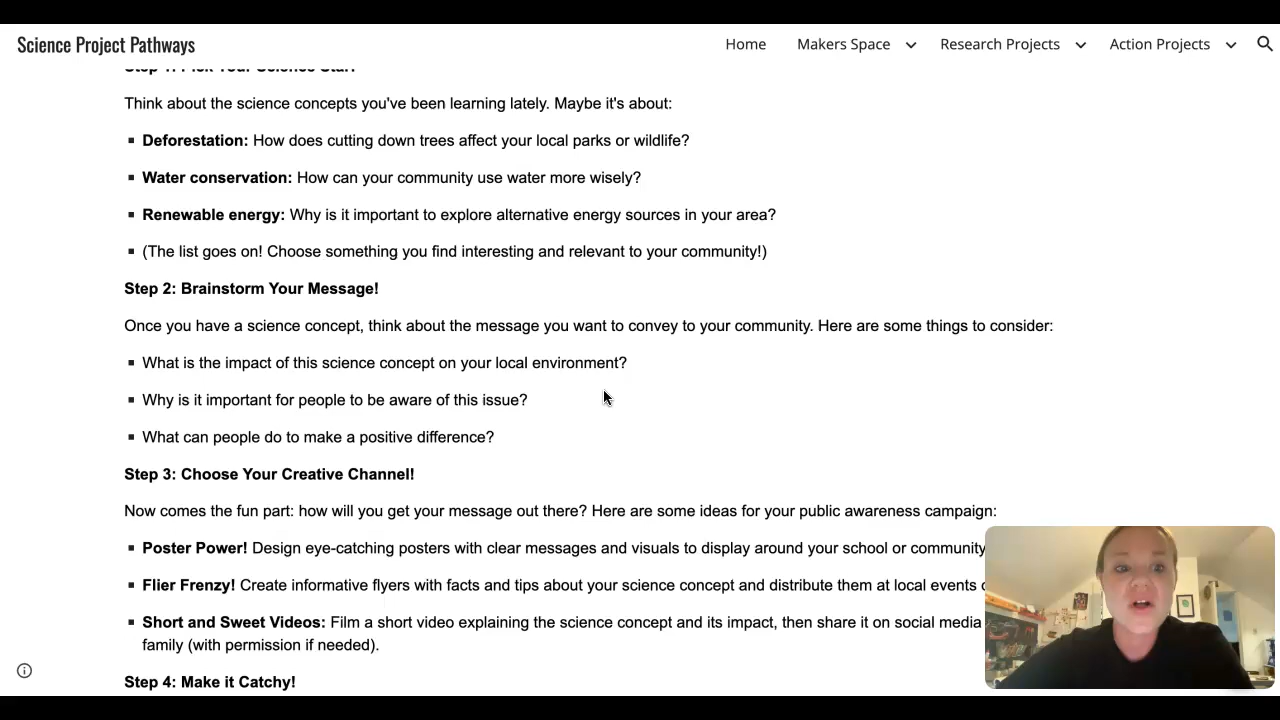 Science Project Pathways
Home
Makers Space
Research Projects
Action Projects
Step 1: Pick Your Science Star!
Think about the science concepts you've been learning lately. Maybe it's about:
▪ Deforestation: How does cutting down trees affect your local parks or wildlife?
▪ Water conservation: How can your community use water more wisely?
▪ Renewable energy: Why is it important to explore alternative energy sources in your area?
▪ (The list goes on! Choose something you find interesting and relevant to your community!)
Step 2: Brainstorm Your Message!
Once you have a science concept, think about the message you want to convey to your community. Here are some things to consider:
▪ What is the impact of this science concept on your local environment?
▪ Why is it important for people to be aware of this issue?
▪ What can people do to make a positive difference?
Step 3: Choose Your Creative Channel!
Now comes the fun part: how will you get your message out there? Here are some ideas for your public awareness campaign:
▪ Poster Power! Design eye-catching posters with clear messages and visuals to display around your school or community
▪ Flier Frenzy! Create informative flyers with facts and tips about your science concept and distribute them at local events
▪ Short and Sweet Videos: Film a short video explaining the science concept and its impact, then share it on social media
family (with permission if needed).
Step 4: Make it Catchy!